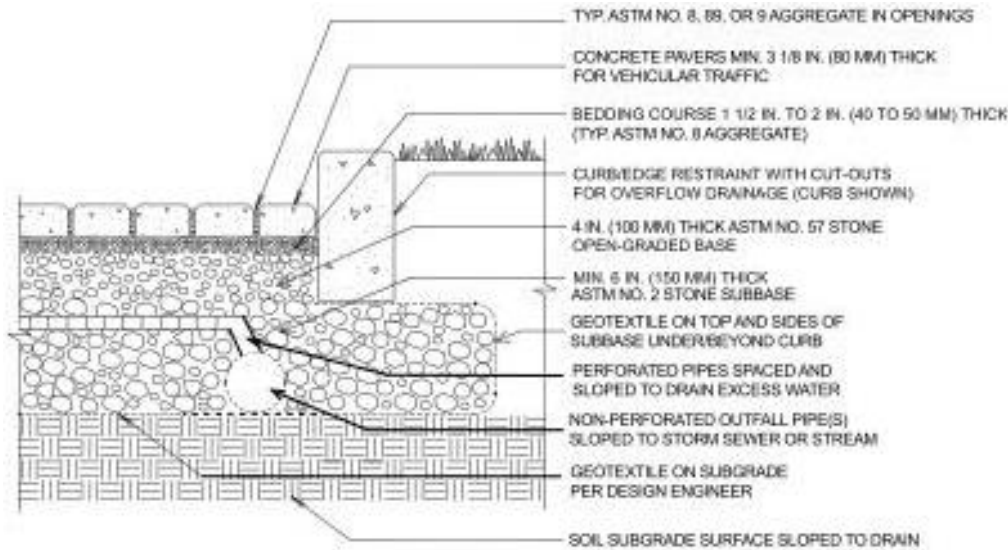 TYP. ASTM NO. 8, 89, OR 9 AGGREGATE IN OPENINGS
CONCRETE PAVERS MIN. 3 1/8 IN. (80 MM) THICK
FOR VEHICULAR TRAFFIC
BEDDING COURSE 1 1/2 IN. TO 2 IN. (40 TO 50 MM) THICK
(TYP. ASTM NO. 8 AGGREGATE)
CURB/EDGE RESTRAINT WITH CUT-OUTS
FOR OVERFLOW DRAINAGE (CURB SHOWN)
4 IN. (100 MM) THICK ASTM NO. 57 STONE
OPEN-GRADED BASE
MIN. 6 IN. (150 MM) THICK
ASTM NO. 2 STONE SUBBASE
GEOTEXTILE ON TOP AND SIDES OF
SUBBASE UNDER/BEYOND CURB
PERFORATED PIPES SPACED AND
SLOPED TO DRAIN EXCESS WATER
NON-PERFORATED OUTFALL PIPE(S)
SLOPED TO STORM SEWER OR STREAM
GEOTEXTILE ON SUBGRADE
PER DESIGN ENGINEER
SOIL SUBGRADE SURFACE SLOPED TO DRAIN